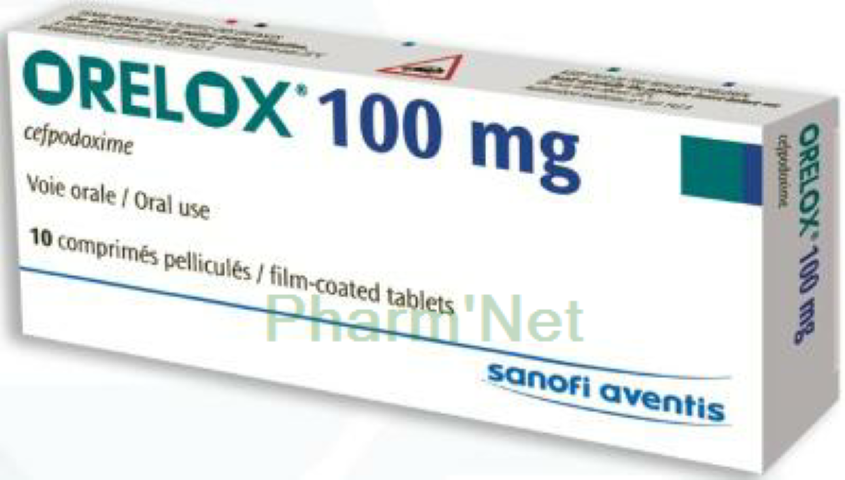 ORELOX® 100 mg
cefpodoxime
Voie orale / Oral use
10 comprimés pelliculés / film-coated tablets
Pharm'Net
sanofi aventis
ORELOX® 100 mg
cefpodoxime